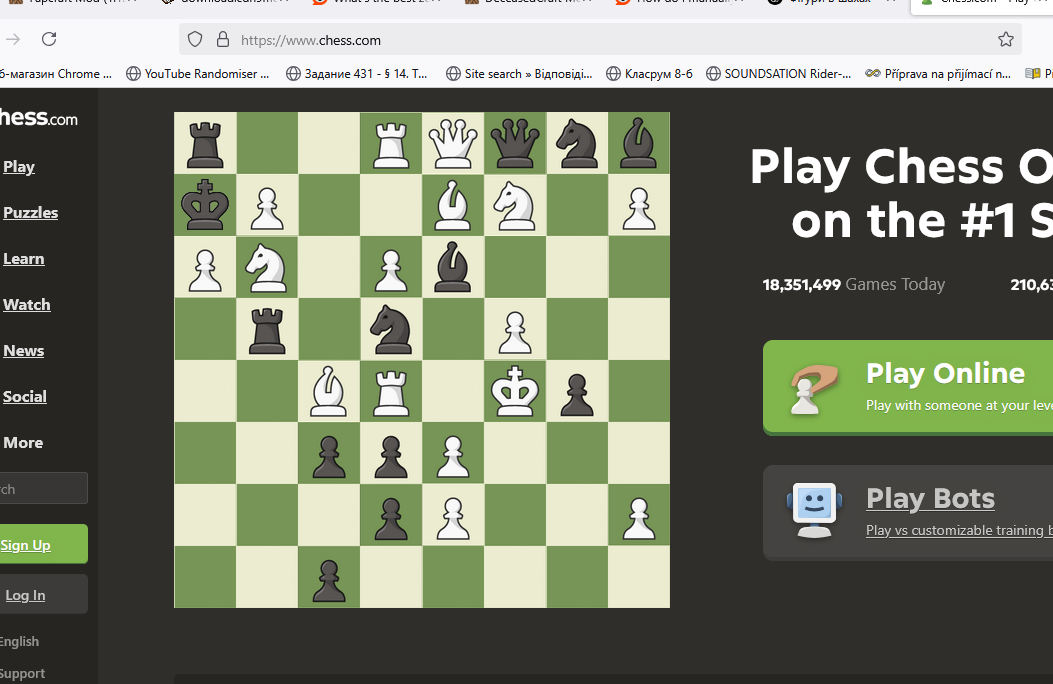 https://www.chess.com
б-магазин Chrome ...
YouTube Randomiser ...
Задание 431 - § 14. Т...
Site search » Відповіді...
Класрум 8-б
SOUNDSATION Rider-...
Příprava na přijímací n...
hess.com
Play
Puzzles
Learn
Watch
News
Social
More
rch
Sign Up
Log In
English
Support
Play Chess O
on the #1 S
18,351,499 Games Today
210,63
Play Online
Play with someone at your leve
Play Bots
Play vs customizable training b